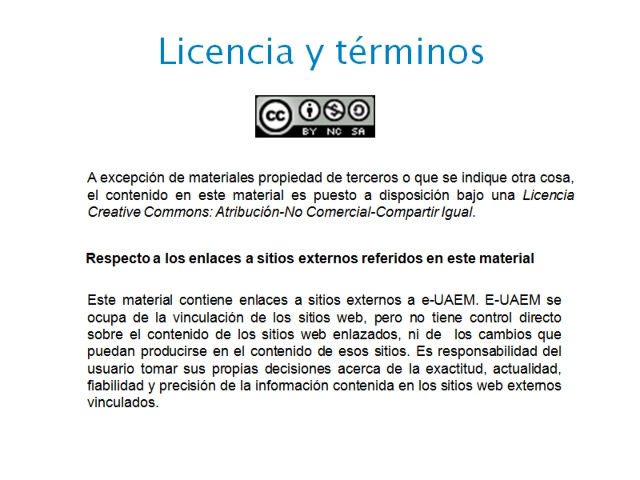 Licencia y términos
cc
BY NC SA
A excepción de materiales propiedad de terceros o que se indique otra cosa,
el contenido en este material es puesto a disposición bajo una Licencia
Creative Commons: Atribución-No Comercial-Compartir Igual.
Respecto a los enlaces a sitios externos referidos en este material
Este material contiene enlaces a sitios externos a e-UAEM. E-UAEM se
ocupa de la vinculación de los sitios web, pero no tiene control directo
sobre el contenido de los sitios web enlazados, ni de los cambios que
puedan producirse en el contenido de esos sitios. Es responsabilidad del
usuario tomar sus propias decisiones acerca de la exactitud, actualidad,
fiabilidad y precisión de la información contenida en los sitios web externos
vinculados.